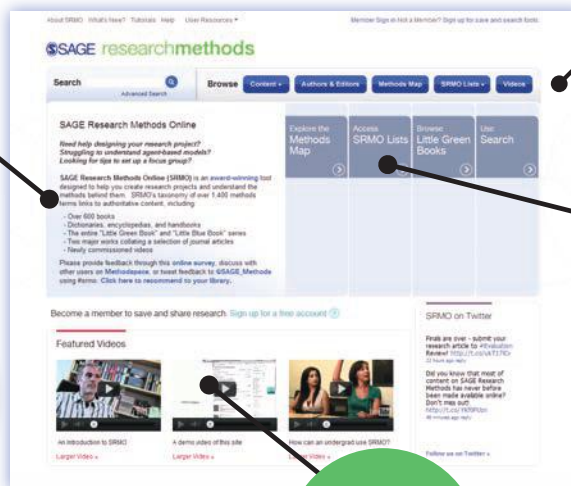 About SRMO What's New? Tutorials Help User Resources
Member Sign in Not a Member? Sign up for save and search tools
SAGE researchmethods
Search
Advanced Search
Browse Content Authors & Editors Methods Map SRMO Lists Videos
SAGE Research Methods Online
Need help designing your research project?
Struggling to understand agent-based models?
Looking for tips to set up a focus group?
SAGE Research Methods Online (SRMO) is an award-winning tool
designed to help you create research projects and understand the
methods behind them. SRMO's taxonomy of over 1,400 methods
terms links to authoritative content, including
- Over 600 books
- Dictionaries, encyclopedias, and handbooks
- The entire "Little Green Book" and "Little Blue Book" series
- Two major works collating a selection of journal articles
- Newly commissioned videos
Please provide feedback through this online survey, discuss with
other users on Methodspace, or tweet feedback to @SAGE_Methods
using #srmo. Click here to recommend to your library.
Explore the
Methods
Map
Access
SRMO Lists
Browse
Little Green
Books
Use
Search
Become a member to save and share research. Sign up for a free account
Featured Videos
An Introduction to SRMO
Larger Video »
A demo video of this site
Larger Video »
How can an undergrad use SRMO?
Larger Video »
SRMO on Twitter
Finals are over - submit your
research article to #Evaluation
Review!
22 hours ago reply
Did you know that most of
content on SAGE Research
Methods has never before
been made available online?
Don't miss out!
48 minutes ago reply
Follow us on Twitter »